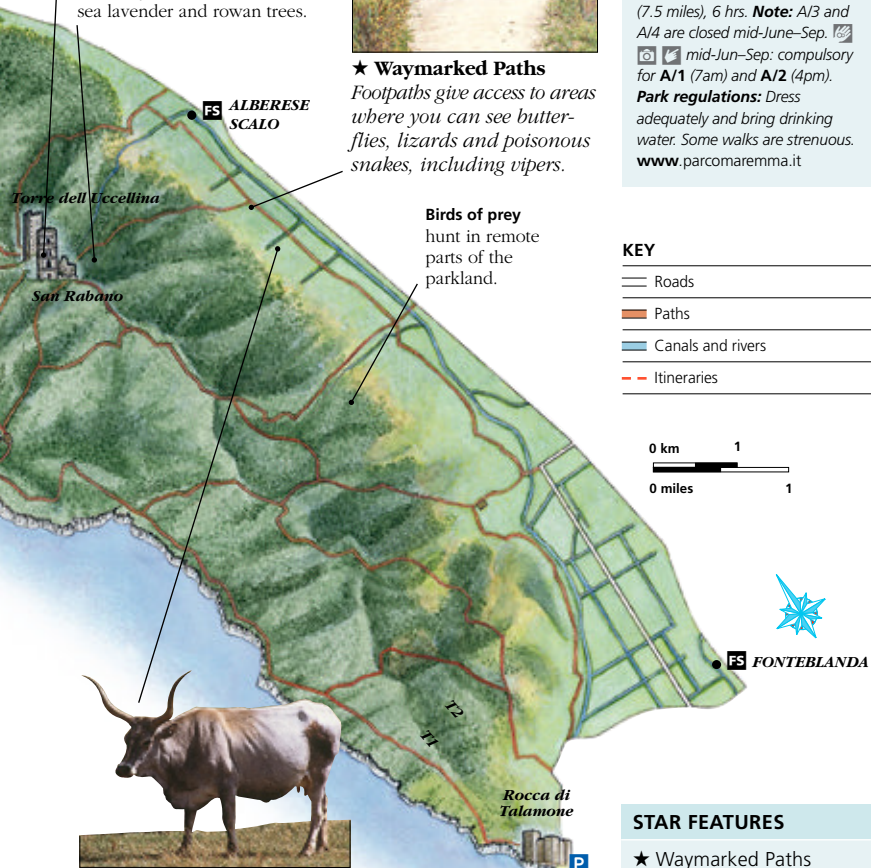 sea lavender and rowan trees.
★ Waymarked Paths
Footpaths give access to areas
where you can see butter-
flies, lizards and poisonous
snakes, including vipers.
(7.5 miles), 6 hrs. Note: A/3 and
A/4 are closed mid-June–Sep.
mid-Jun–Sep: compulsory
for A/1 (7am) and A/2 (4pm).
Park regulations: Dress
adequately and bring drinking
water. Some walks are strenuous.
www.parcomaremma.it
FS ALBERESE
SCALO
Torre dell Uccellina
San Rabano
Birds of prey
hunt in remote
parts of the
parkland.
KEY
Roads
Paths
Canals and rivers
Itineraries
0 km 1
0 miles 1
FS FONTEBLANDA
T2
T1
Rocca di
Talamone
P
STAR FEATURES
★ Waymarked Paths